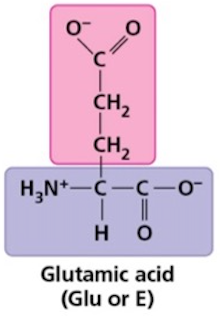 O⁻ O
C
CH₂
CH₂
H₃N⁺—C—C—O⁻
H O
Glutamic acid
(Glu or E)